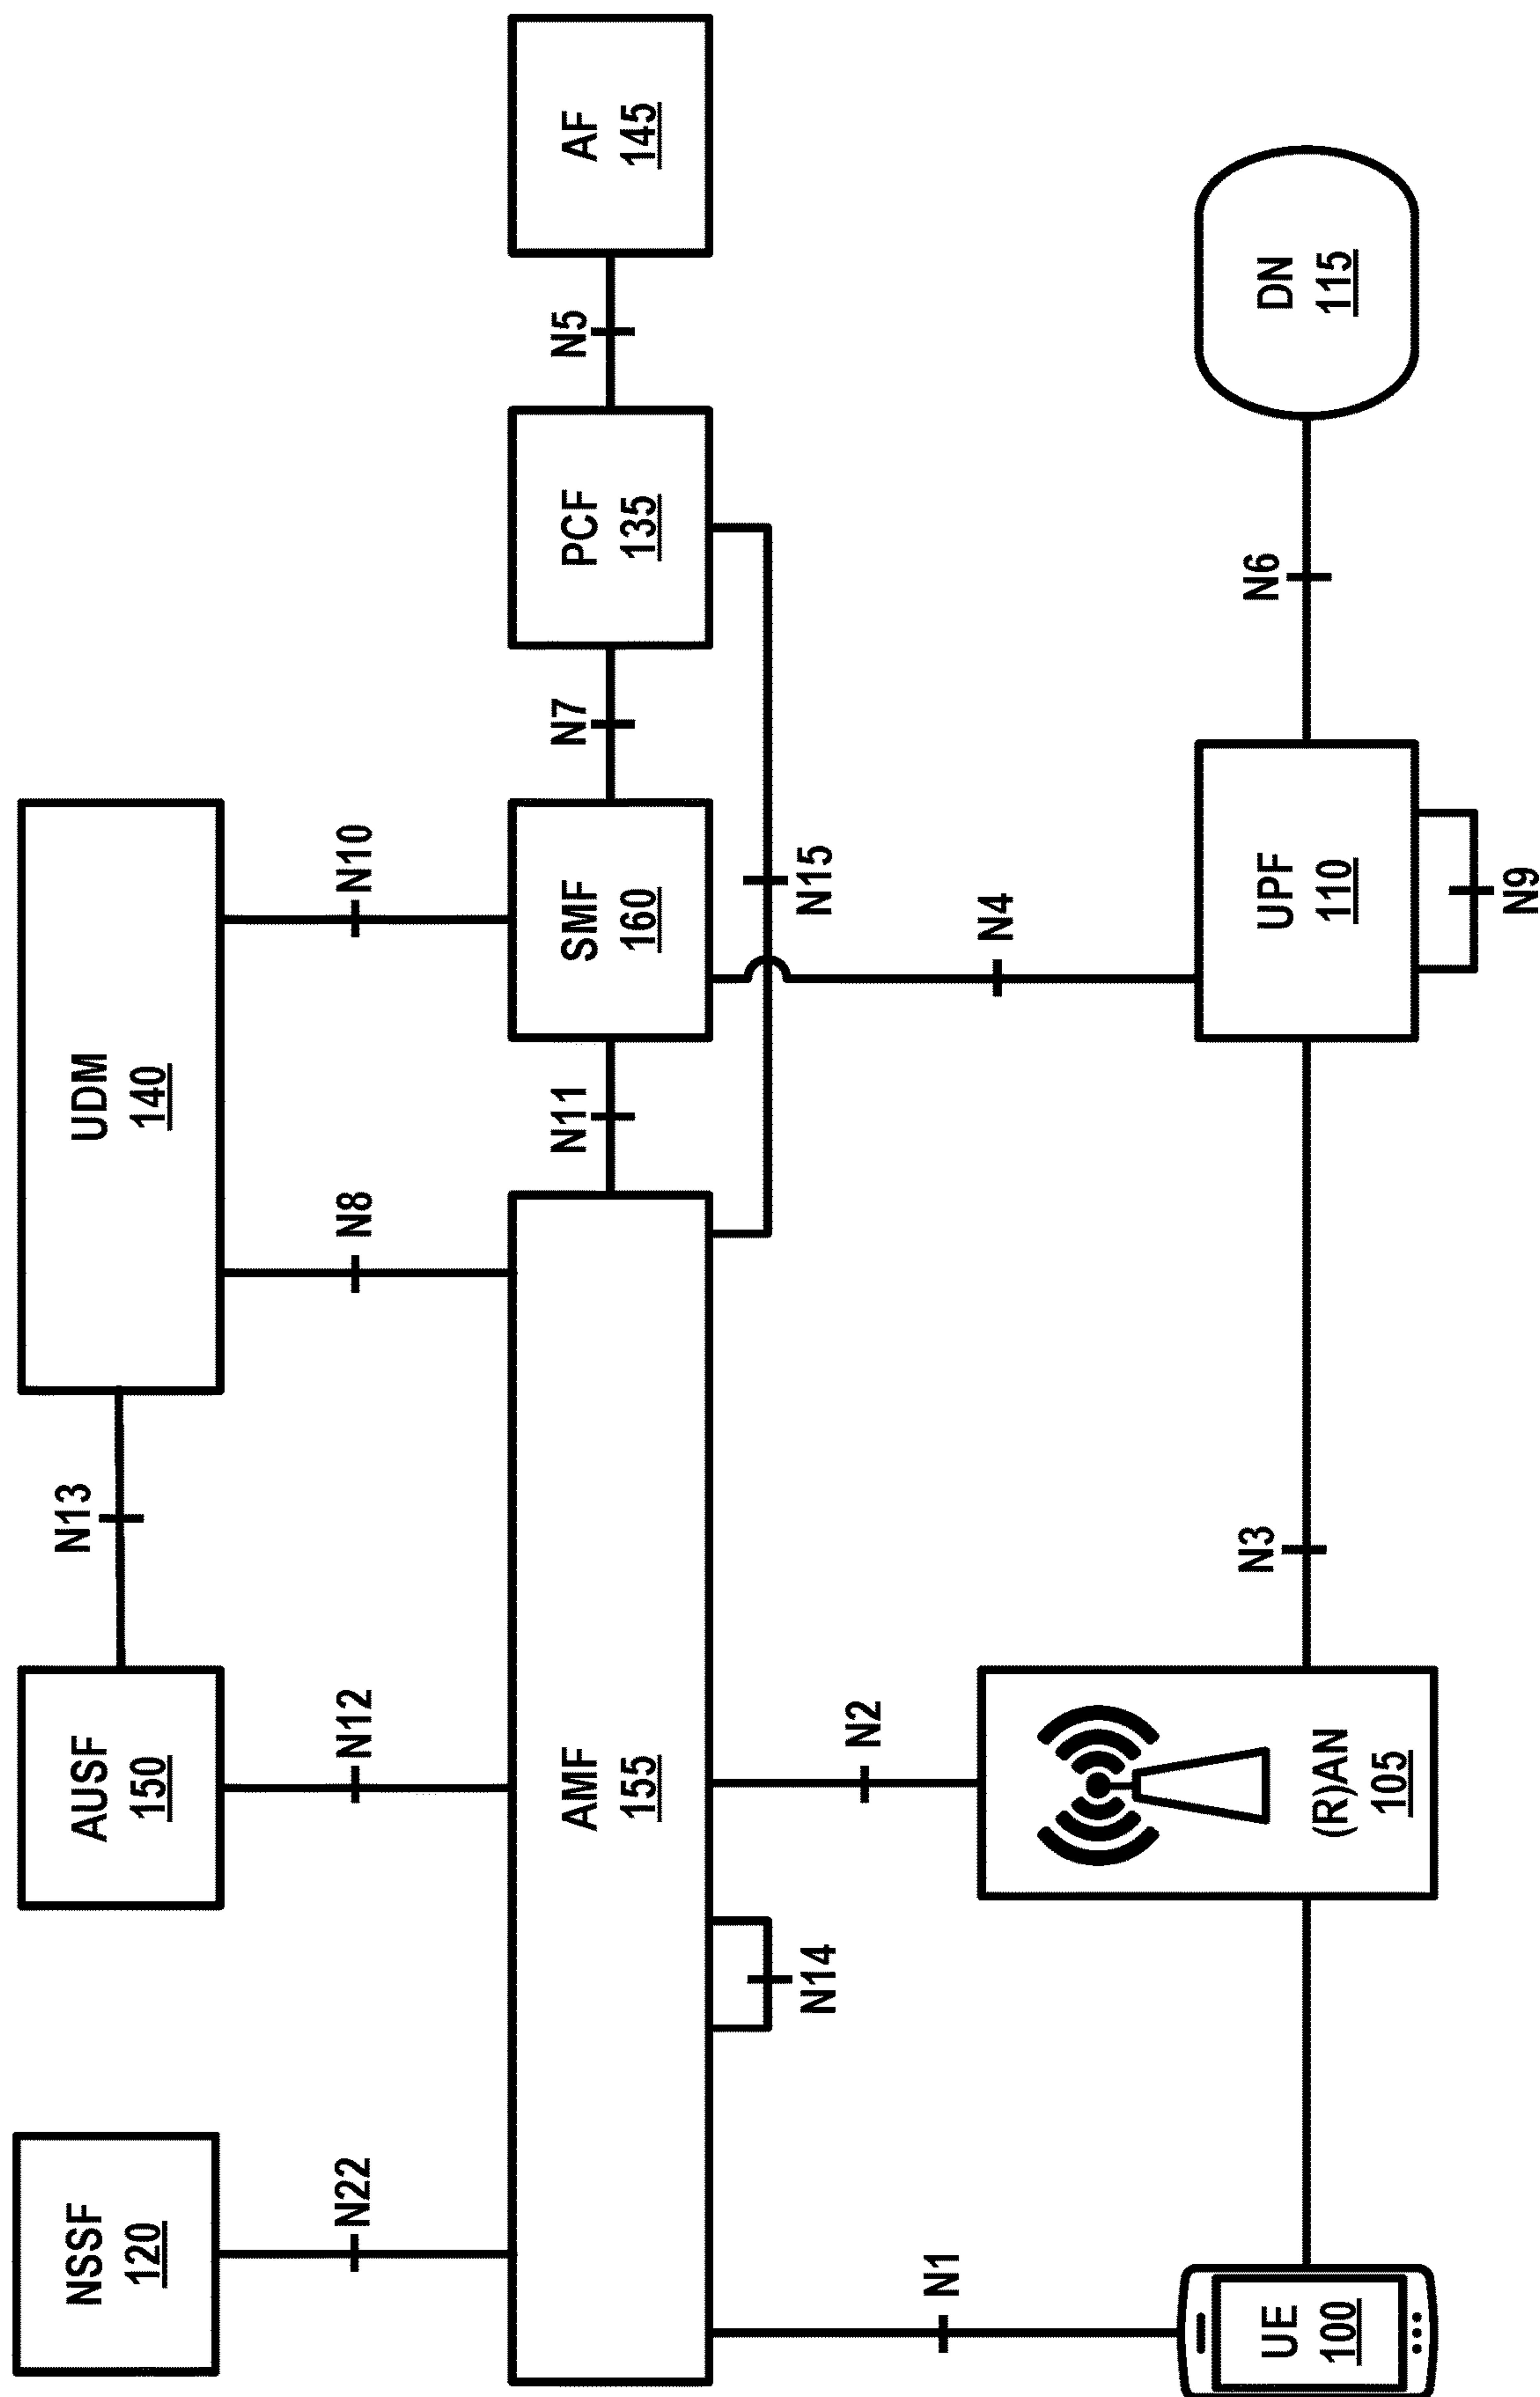 NSSF
120
AUSF
150
N13
UDM
140
N22
N12
N8
N10
AMF
155
N11
SMF
160
N7
PCF
135
N5
AF
145
N14
N15
N1
N2
N4
UE
100
(R)AN
105
N3
UPF
110
N6
DN
115
N9